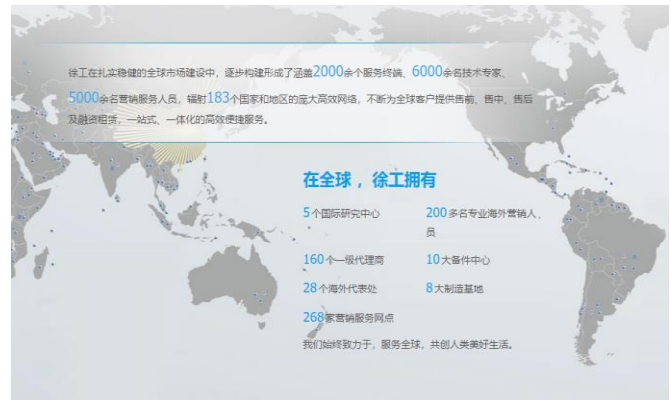 徐工在扎实稳健的全球市场建设中，逐步构建形成了涵盖2000余个服务终端、6000余名技术专家、
5000余名营销服务人员，辐射183个国家和地区的庞大高效网络，不断为全球客户提供售前、售中、售后
及融资租赁，一站式、一体化的高效便捷服务。
在全球，徐工拥有
5个国际研究中心
200多名专业海外营销人
员
160个一级代理商
10大备件中心
28个海外代表处
8大制造基地
268家营销服务网点
我们始终致力于，服务全球，共创人类美好生活。